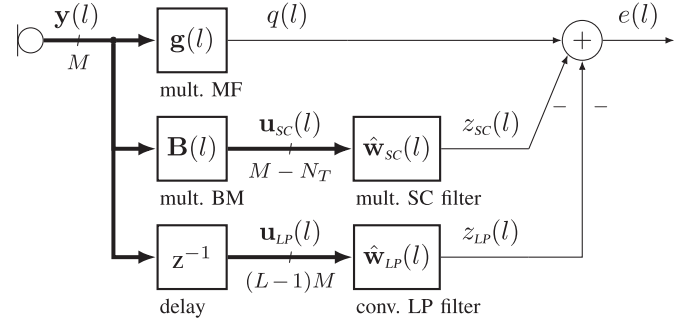 y(l) q(l) e(l)
M g(l) +
mult. MF
u_SC(l) z_SC(l) − −
B(l) ŵ_SC(l)
M − N_T
mult. BM mult. SC filter
u_LP(l) z_LP(l)
z⁻¹ ŵ_LP(l)
(L−1)M
delay conv. LP filter